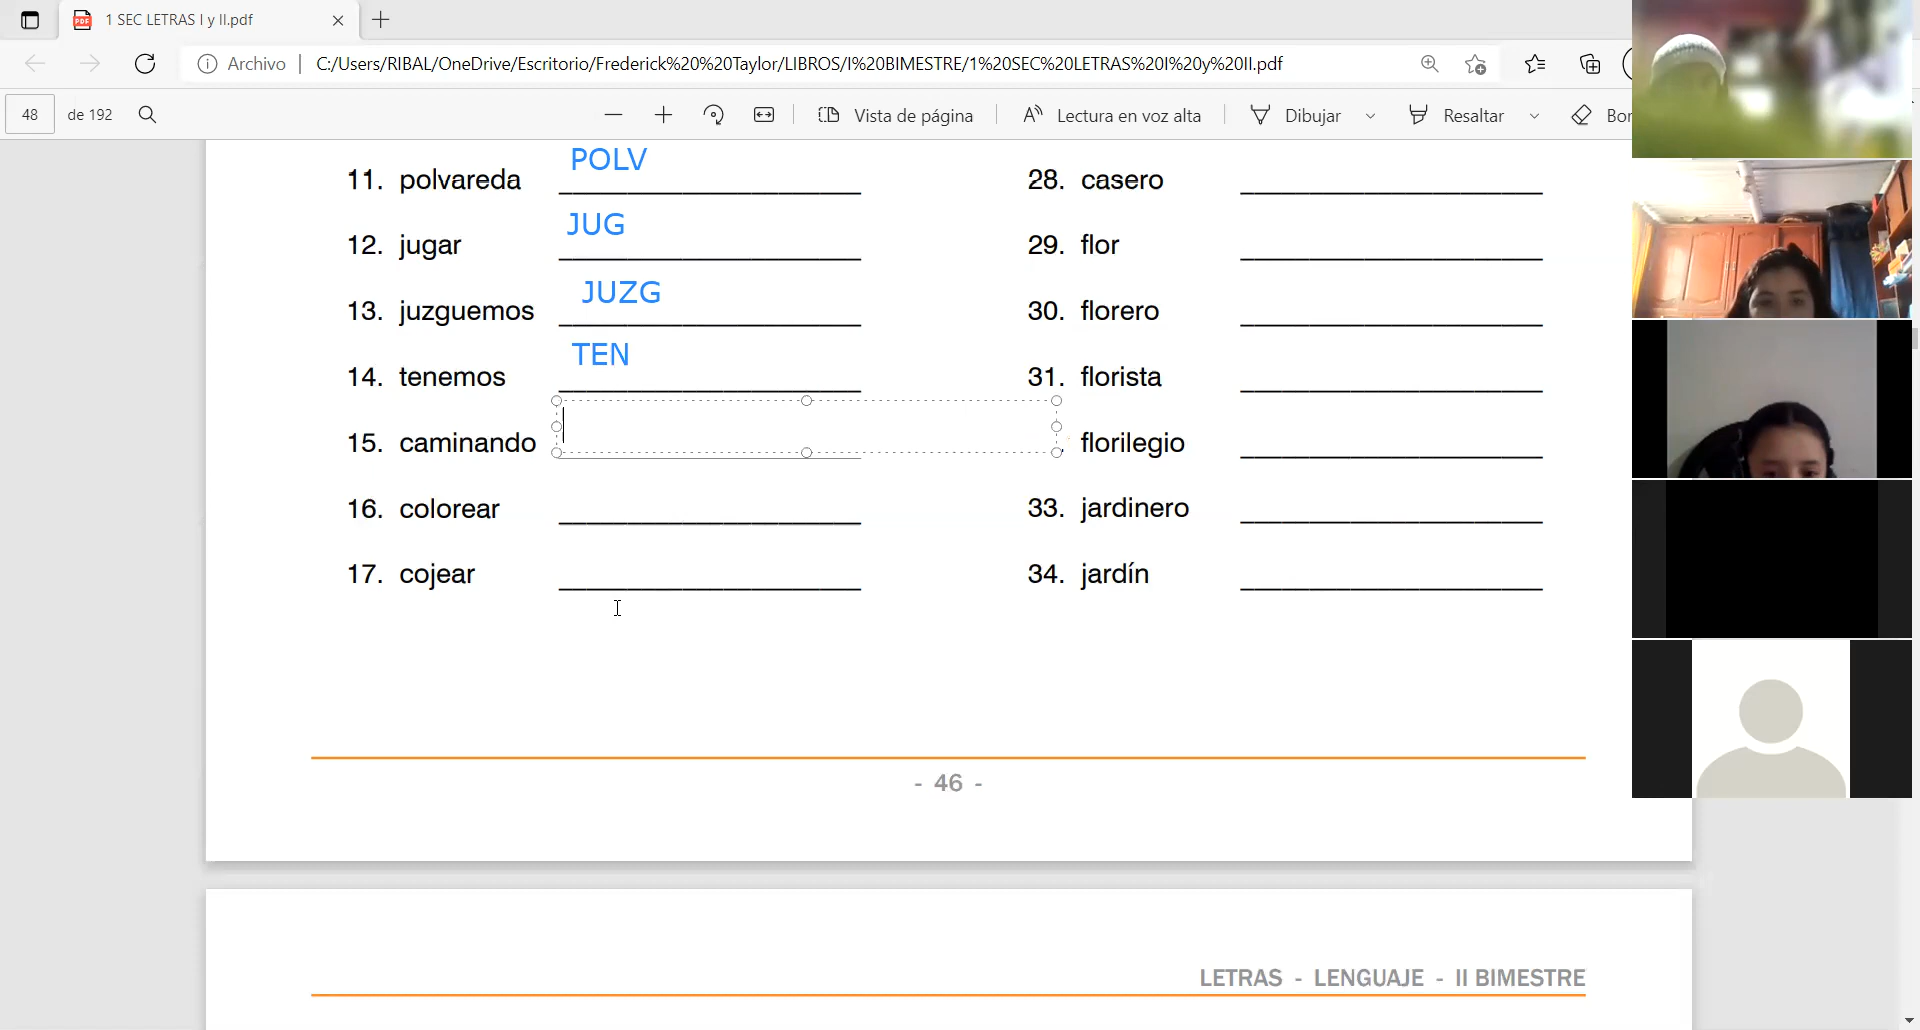 1 SEC LETRAS I y II.pdf
Archivo | C:/Users/RIBAL/OneDrive/Escritorio/Frederick%20%20Taylor/LIBROS/I%20BIMESTRE/1%20SEC%20LETRAS%20I%20y%20II.pdf
48 de 192 Vista de página Lectura en voz alta Dibujar Resaltar Bor
POLV
11. polvareda
JUG
12. jugar
JUZG
13. juzguemos
TEN
14. tenemos
15. caminando
16. colorear
17. cojear
28. casero
29. flor
30. florero
31. florista
florilegio
33. jardinero
34. jardín
- 46 -
LETRAS - LENGUAJE - II BIMESTRE